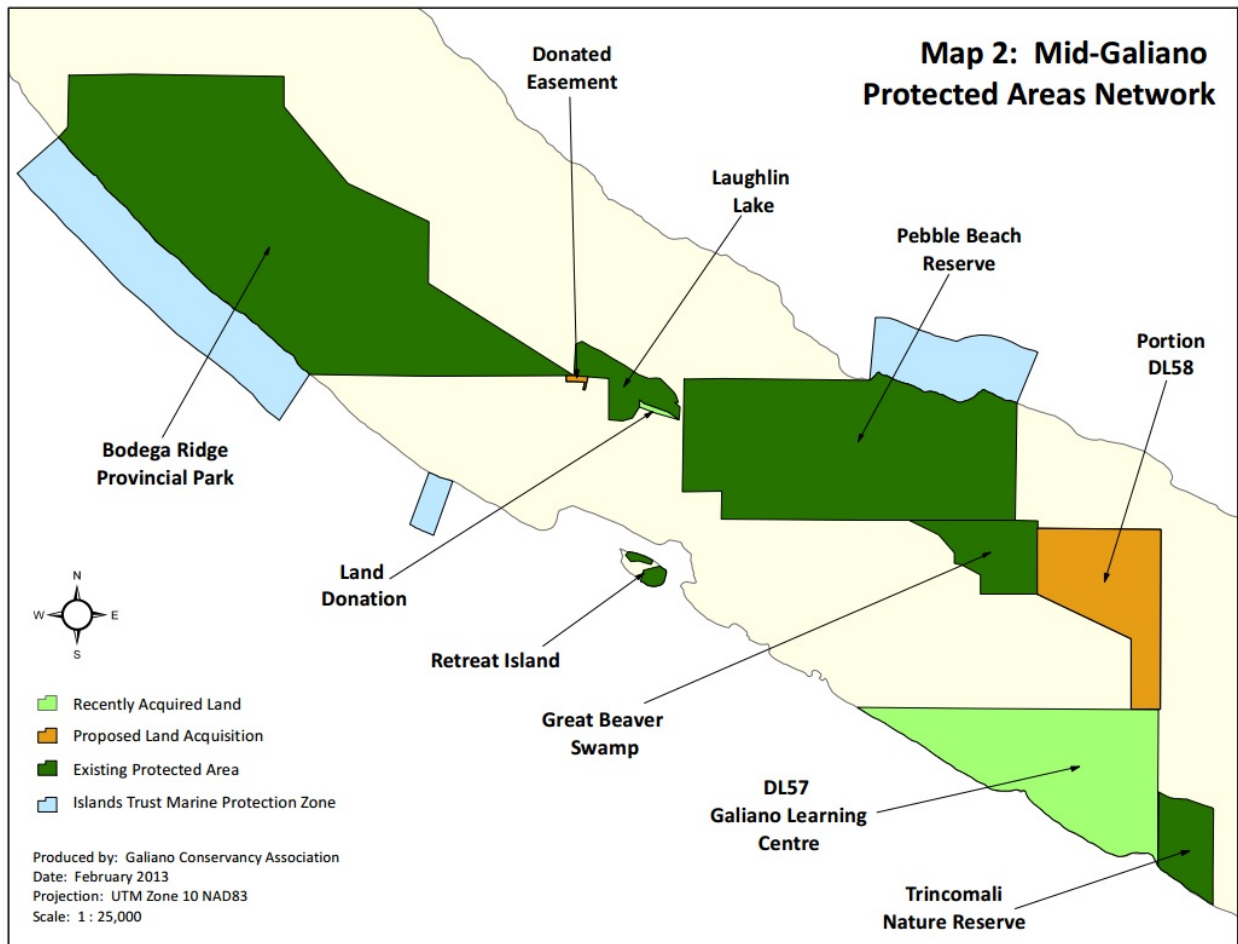 Map 2:  Mid-Galiano
Protected Areas Network
Donated
Easement
Laughlin
Lake
Pebble Beach
Reserve
Portion
DL58
Bodega Ridge
Provincial Park
Land
Donation
Retreat Island
Great Beaver
Swamp
DL57
Galiano Learning
Centre
Trincomali
Nature Reserve
N
W
E
S
Recently Acquired Land
Proposed Land Acquisition
Existing Protected Area
Islands Trust Marine Protection Zone
Produced by:  Galiano Conservancy Association
Date:  February 2013
Projection:  UTM Zone 10 NAD83
Scale:  1 : 25,000